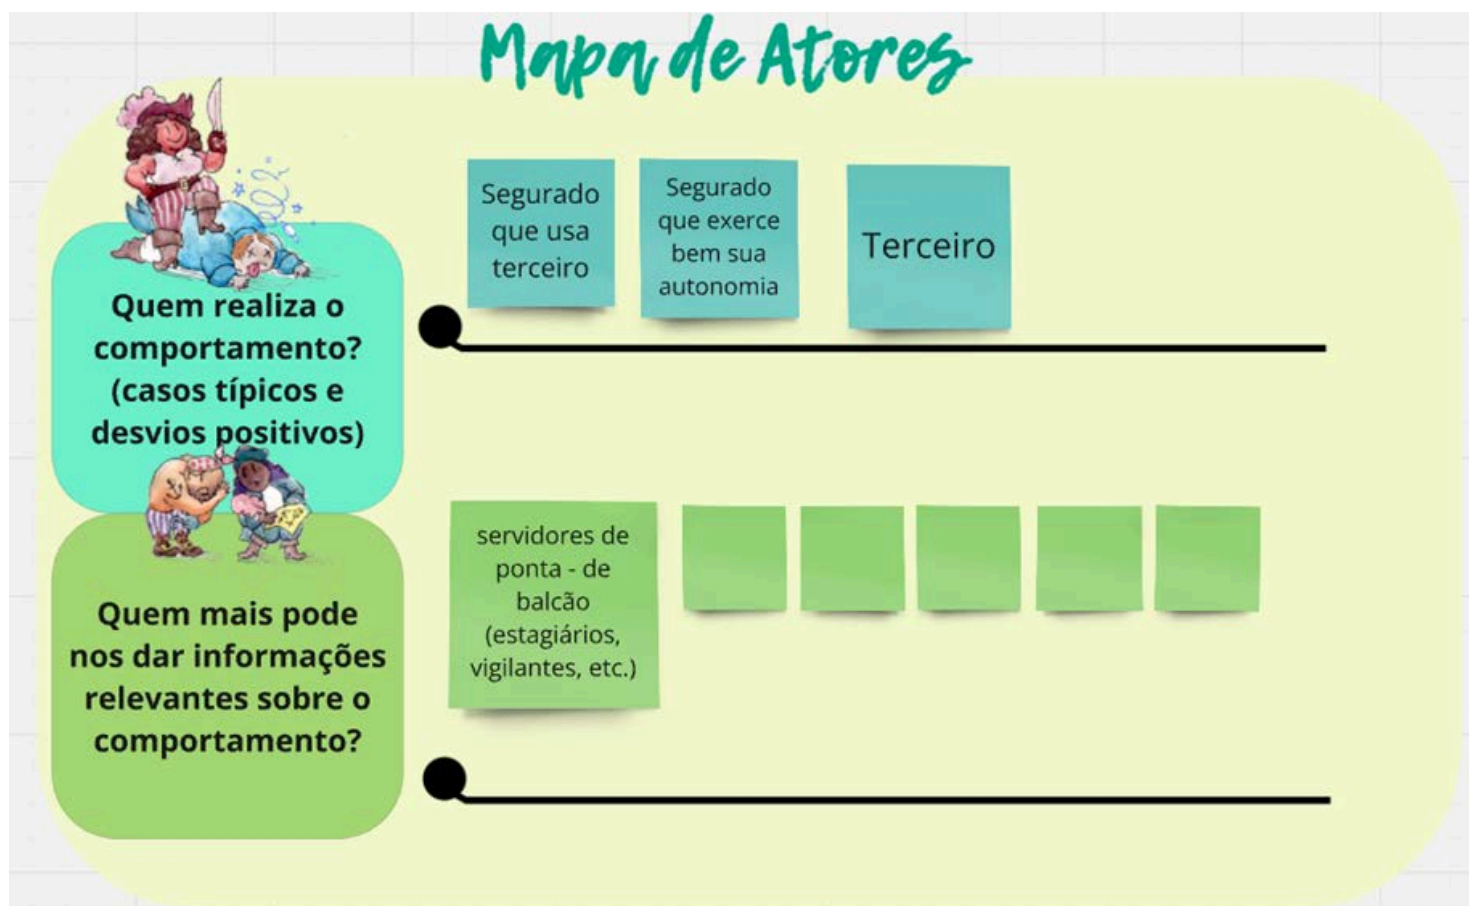 Mapa de Atores
Quem realiza o
comportamento?
(casos típicos e
desvios positivos)
Segurado
que usa
terceiro
Segurado
que exerce
bem sua
autonomia
Terceiro
Quem mais pode
nos dar informações
relevantes sobre o
comportamento?
servidores de
ponta - de
balcão
(estagiários,
vigilantes, etc.)